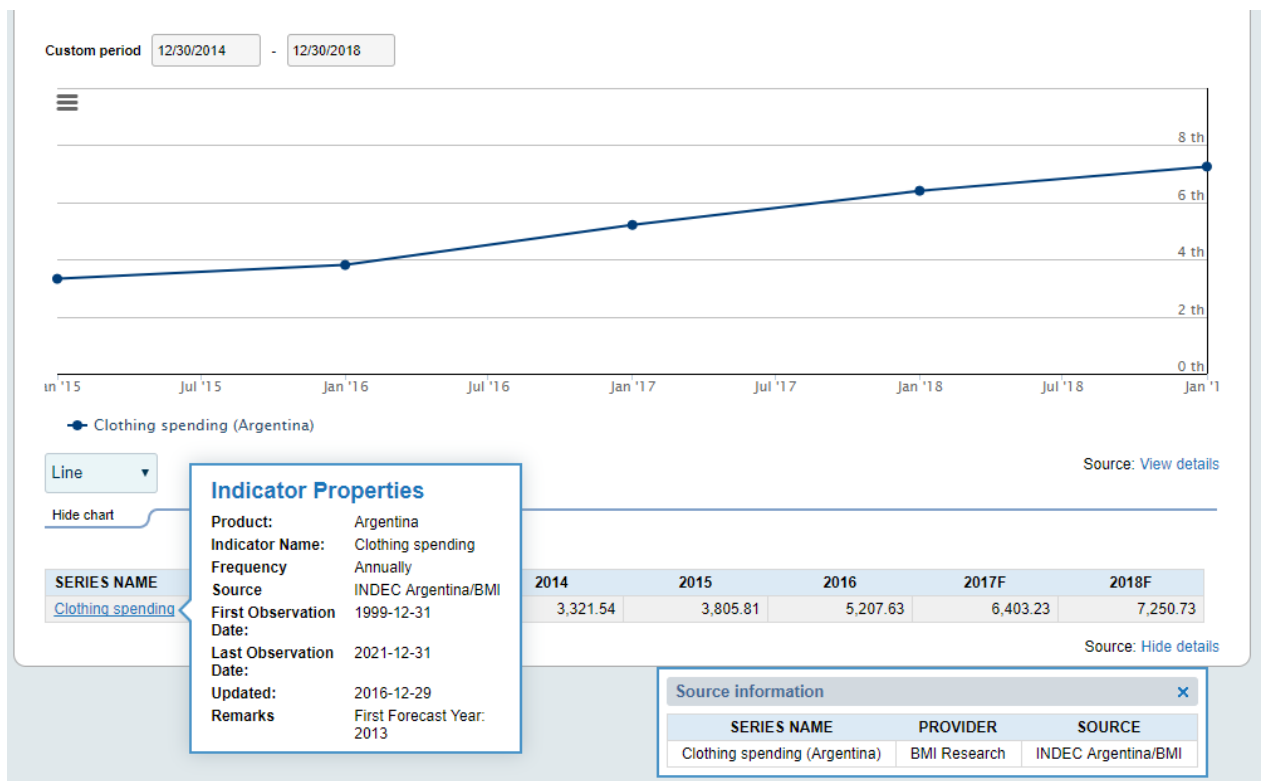 Custom period 12/30/2014 - 12/30/2018
8 th
6 th
4 th
2 th
0 th
an '15 Jul '15 Jan '16 Jul '16 Jan '17 Jul '17 Jan '18 Jul '18 Jan '1
Clothing spending (Argentina)
Line
Source: View details
Hide chart
Indicator Properties
Product: Argentina
Indicator Name: Clothing spending
Frequency Annually
Source INDEC Argentina/BMI
First Observation Date: 1999-12-31
Last Observation Date: 2021-12-31
Updated: 2016-12-29
Remarks First Forecast Year: 2013
SERIES NAME 2014 2015 2016 2017F 2018F
Clothing spending 3,321.54 3,805.81 5,207.63 6,403.23 7,250.73
Source: Hide details
Source information ×
SERIES NAME PROVIDER SOURCE
Clothing spending (Argentina) BMI Research INDEC Argentina/BMI